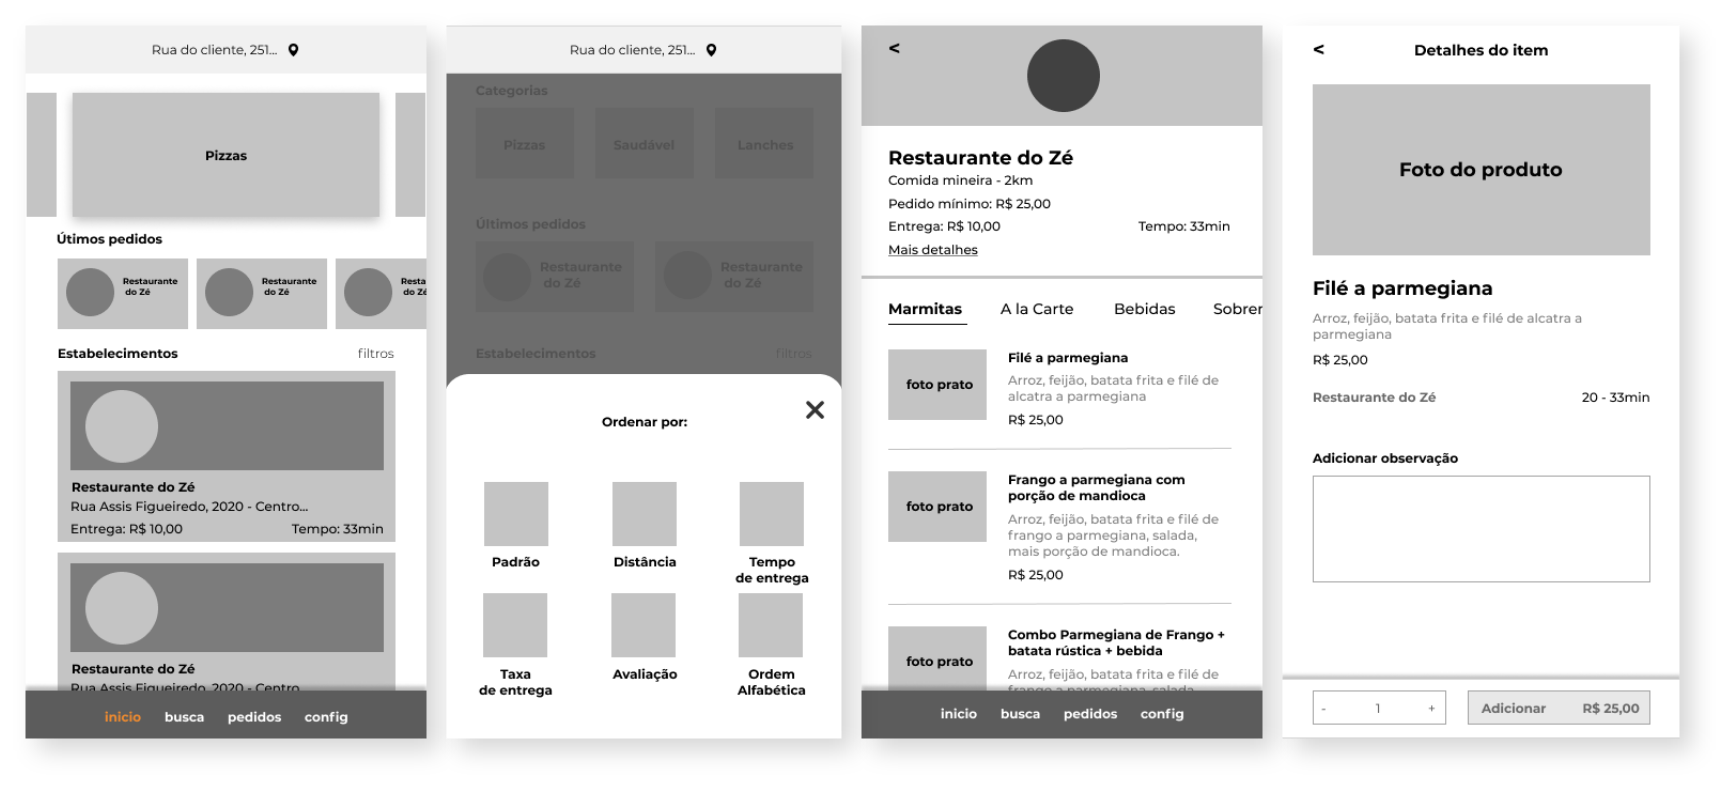 Rua do cliente, 251...
Pizzas
Útimos pedidos
Restaurante
do Zé
Restaurante
do Zé
Resta
do Zé
Estabelecimentos
filtros
Restaurante do Zé
Rua Assis Figueiredo, 2020 - Centro...
Entrega: R$ 10,00
Tempo: 33min
Restaurante do Zé
Rua Assis Figueiredo, 2020 - Centro
inicio
busca
pedidos
config
Rua do cliente, 251...
Categorias
Pizzas
Saudável
Lanches
Últimos pedidos
Restaurante
do Zé
Restaurante
do Zé
Estabelecimentos
filtros
Ordenar por:
Padrão
Distância
Tempo
de entrega
Taxa
de entrega
Avaliação
Ordem
Alfabética
<
Restaurante do Zé
Comida mineira - 2km
Pedido mínimo: R$ 25,00
Entrega: R$ 10,00
Tempo: 33min
Mais detalhes
Marmitas
A la Carte
Bebidas
Sobrer
foto prato
Filé a parmegiana
Arroz, feijão, batata frita e filé de
alcatra a parmegiana
R$ 25,00
foto prato
Frango a parmegiana com
porção de mandioca
Arroz, feijão, batata frita e filé de
frango a parmegiana, salada,
mais porção de mandioca.
R$ 25,00
foto prato
Combo Parmegiana de Frango +
batata rústica + bebida
Arroz, feijão, batata frita e filé de
frango a parmegiana, salada
inicio
busca
pedidos
config
<
Detalhes do item
Foto do produto
Filé a parmegiana
Arroz, feijão, batata frita e filé de alcatra a
parmegiana
R$ 25,00
Restaurante do Zé
20 - 33min
Adicionar observação
- 1 +
Adicionar R$ 25,00